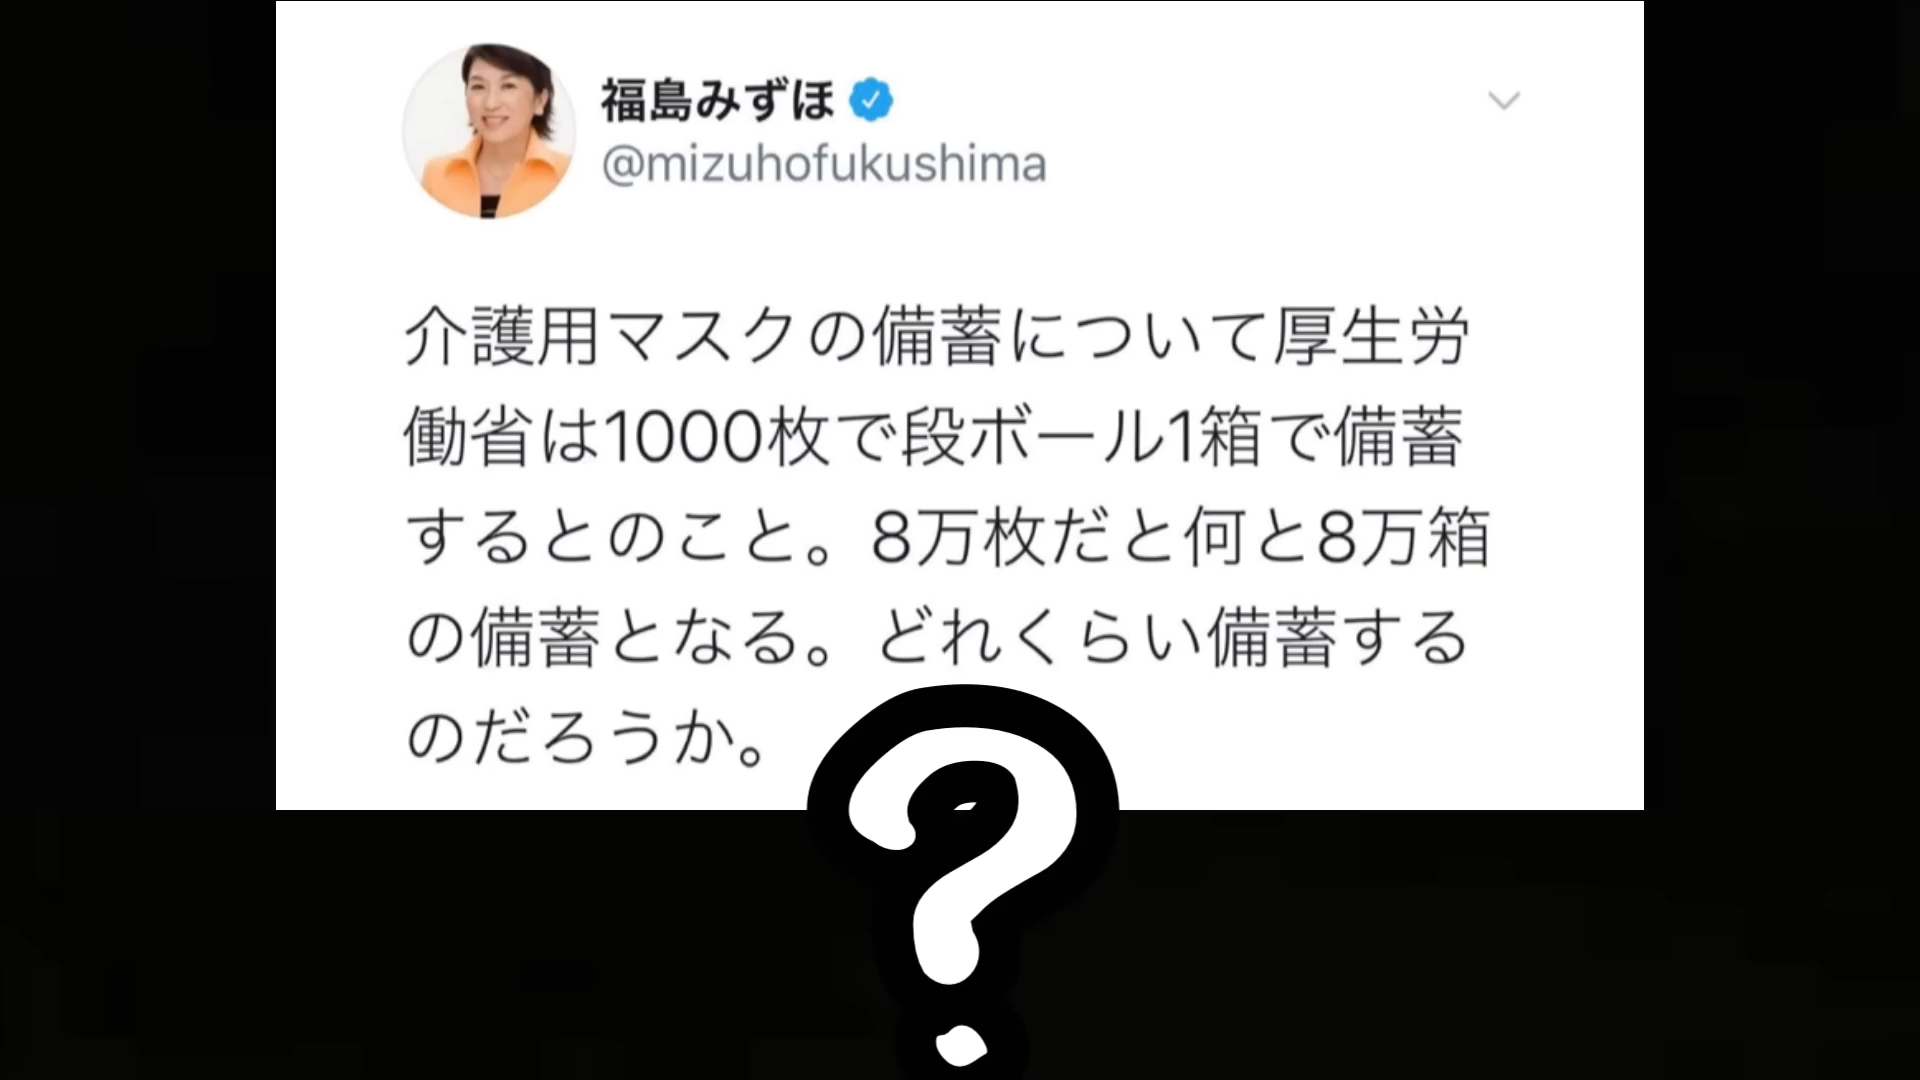 福島みずほ
@mizuhofukushima
介護用マスクの備蓄について厚生労
働省は1000枚で段ボール1箱で備蓄
するとのこと。8万枚だと何と8万箱
の備蓄となる。どれくらい備蓄する
のだろうか。
?